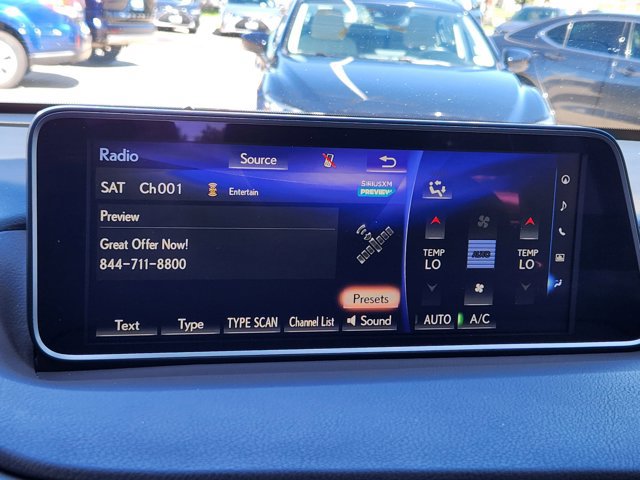 Radio
Source
SAT Ch001
Entertain
SIRIUSXM
PREVIEW
Preview
Great Offer Now!
844-711-8800
Presets
Text
Type
TYPE SCAN
Channel List
Sound
TEMP
LO
AUTO
TEMP
LO
AUTO
A/C